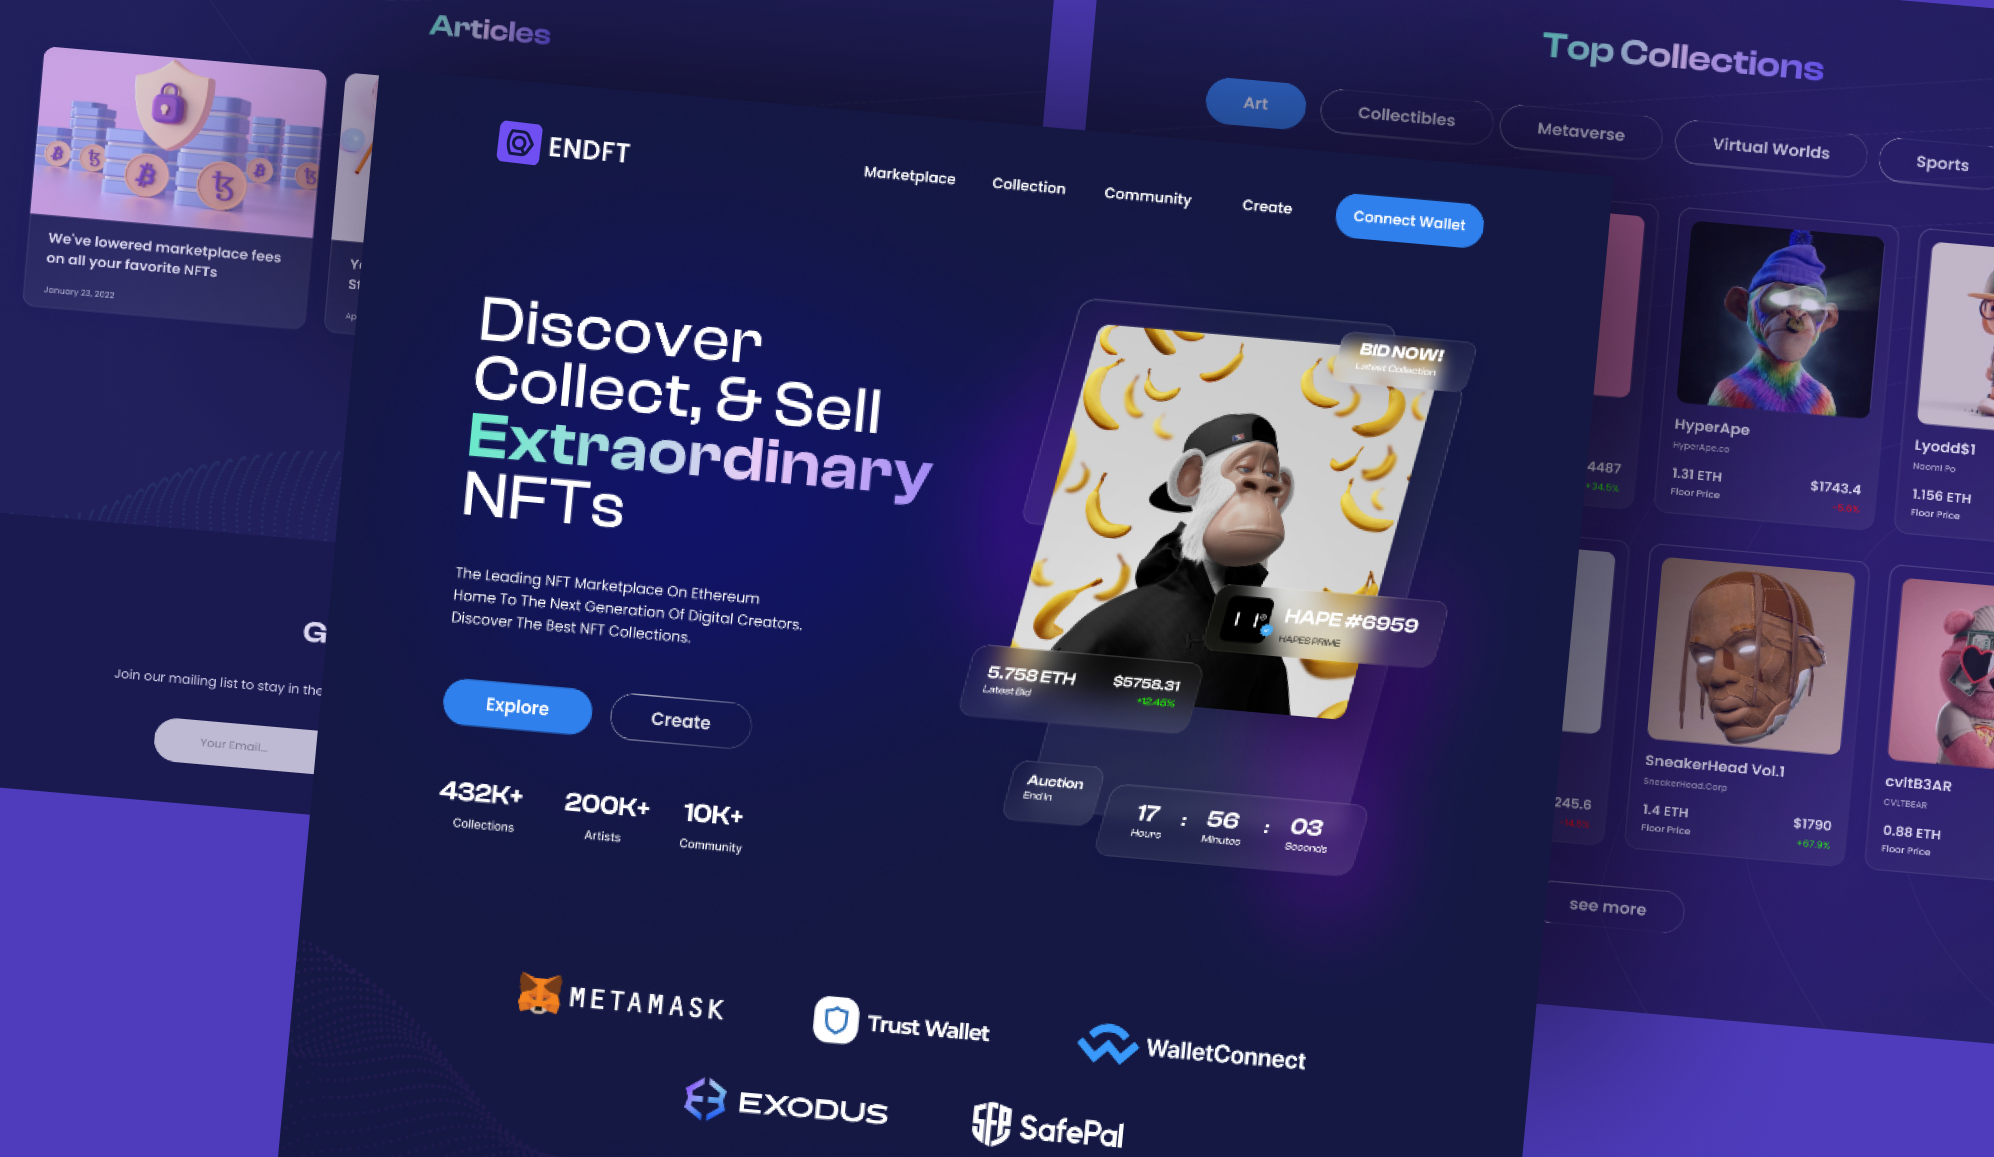 Articles
We've lowered marketplace fees
on all your favorite NFTs
January 23, 2022
G
Join our mailing list to stay in the
Your Email...
ENDFT
Marketplace
Collection
Community
Create
Connect Wallet
Discover
Collect, & Sell
Extraordinary
NFTs
The Leading NFT Marketplace On Ethereum
Home To The Next Generation Of Digital Creators.
Discover The Best NFT Collections.
Explore
Create
432K+
Collections
200K+
Artists
10K+
Community
BID NOW!
Latest Collection
HAPE #6959
HAPES PRIME
5.758 ETH
Latest Bid
$5758.31
+12.45%
Auction
End In
17 : 56 : 03
Hours Minutes Seconds
METAMASK
Trust Wallet
WalletConnect
EXODUS
SafePal
Top Collections
Art
Collectibles
Metaverse
Virtual Worlds
Sports
4487
+34.5%
HyperApe
HyperApe.co
1.31 ETH
Floor Price
$1743.4
Lyodd$1
Naomi Po
1.156 ETH
Floor Price
245.6
SneakerHead Vol.1
SneakerHead.Corp
1.4 ETH
Floor Price
$1790
+67.9%
cvltB3AR
CVLTBEAR
0.88 ETH
Floor Price
see more